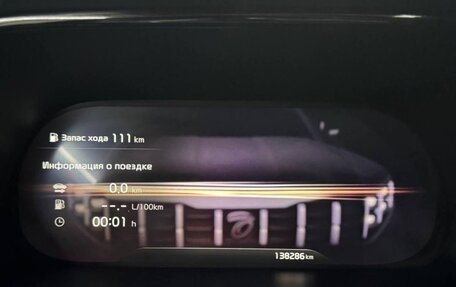 Запас хода 111 km
Информация о поездке
0.0 km
--.- L/100km
00:01 h
138286 km